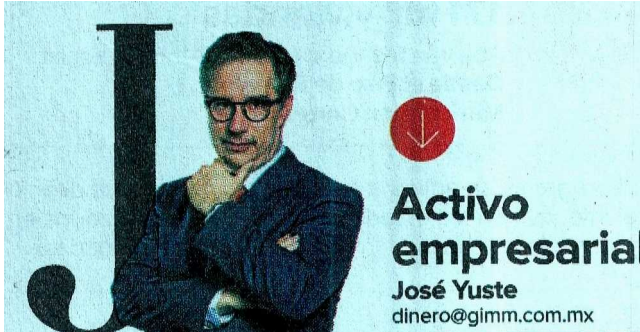 J
Activo
empresarial
José Yuste
dinero@gimm.com.mx